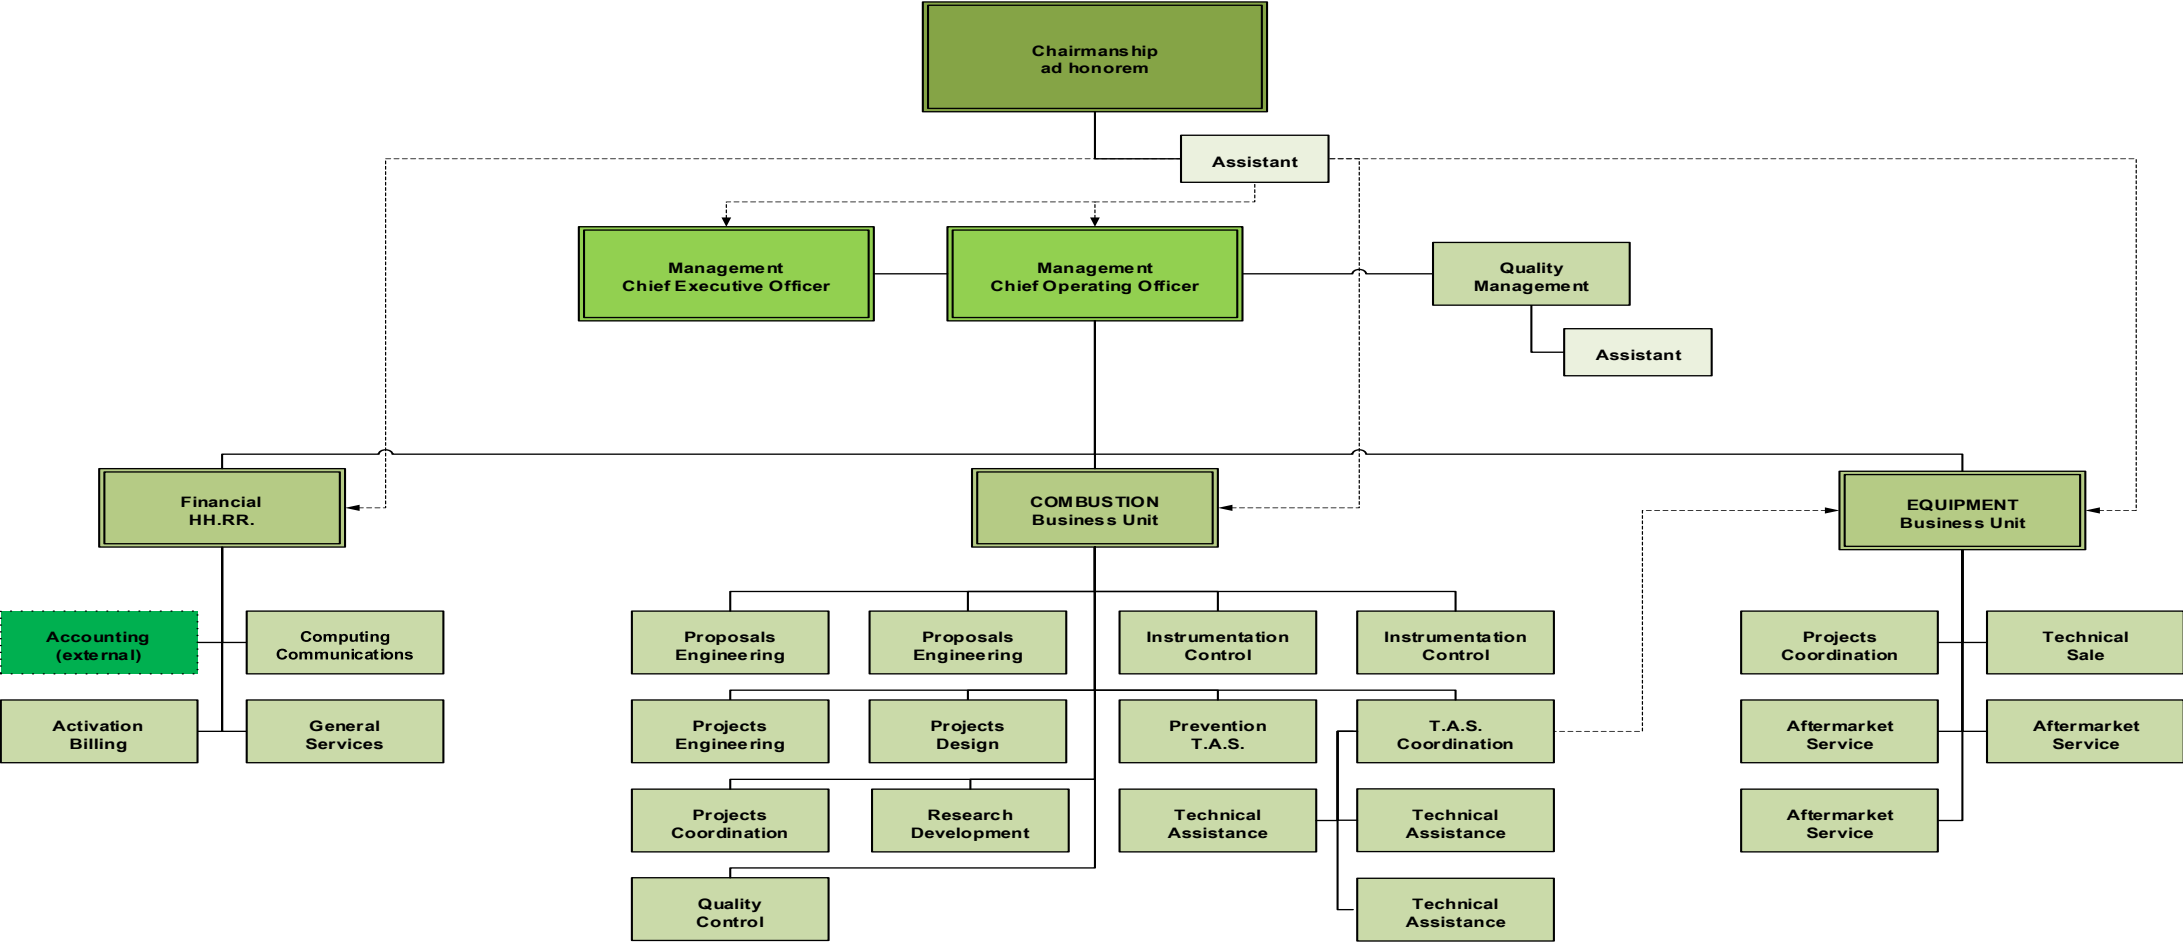 Chairmanship
ad honorem
Assistant
Management
Chief Executive Officer
Management
Chief Operating Officer
Quality
Management
Assistant
Financial
HH.RR.
COMBUSTION
Business Unit
EQUIPMENT
Business Unit
Accounting
(external)
Computing
Communications
Proposals
Engineering
Proposals
Engineering
Instrumentation
Control
Instrumentation
Control
Projects
Coordination
Technical
Sale
Activation
Billing
General
Services
Projects
Engineering
Projects
Design
Prevention
T.A.S.
T.A.S.
Coordination
Aftermarket
Service
Aftermarket
Service
Projects
Coordination
Research
Development
Technical
Assistance
Technical
Assistance
Aftermarket
Service
Quality
Control
Technical
Assistance